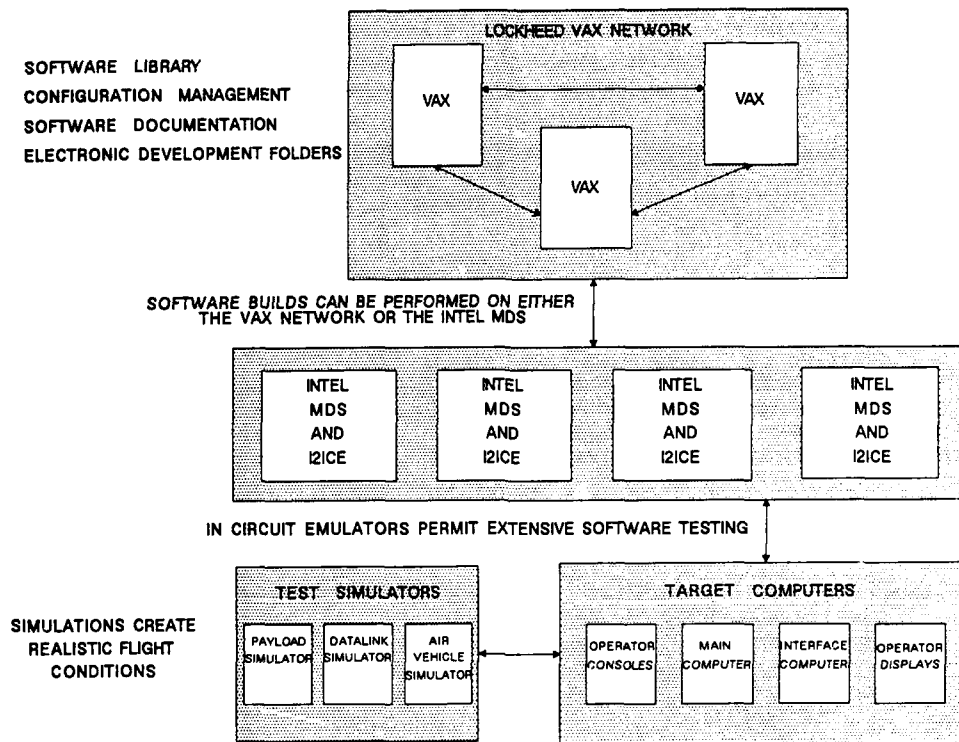 LOCKHEED VAX NETWORK
SOFTWARE LIBRARY
CONFIGURATION MANAGEMENT
SOFTWARE DOCUMENTATION
ELECTRONIC DEVELOPMENT FOLDERS
VAX
VAX
VAX
SOFTWARE BUILDS CAN BE PERFORMED ON EITHER
THE VAX NETWORK OR THE INTEL MDS
INTEL
MDS
AND
I2ICE
INTEL
MDS
AND
I2ICE
INTEL
MDS
AND
I2ICE
INTEL
MDS
AND
I2ICE
IN CIRCUIT EMULATORS PERMIT EXTENSIVE SOFTWARE TESTING
SIMULATIONS CREATE
REALISTIC FLIGHT
CONDITIONS
TEST SIMULATORS
PAYLOAD
SIMULATOR
DATALINK
SIMULATOR
AIR
VEHICLE
SIMULATOR
TARGET COMPUTERS
OPERATOR
CONSOLES
MAIN
COMPUTER
INTERFACE
COMPUTER
OPERATOR
DISPLAYS